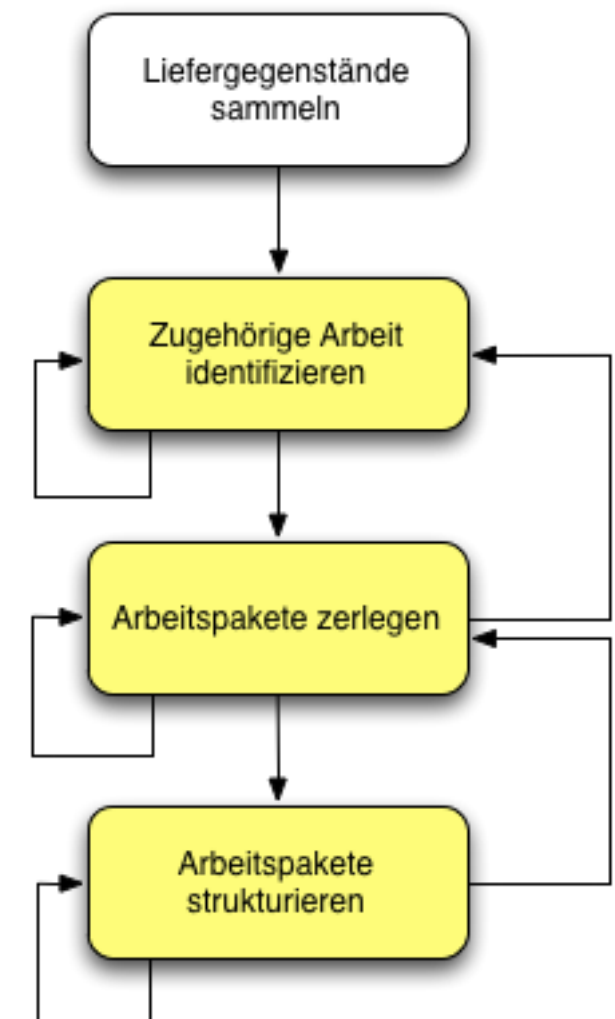 Liefergegenstände
sammeln
Zugehörige Arbeit
identifizieren
Arbeitspakete zerlegen
Arbeitspakete
strukturieren